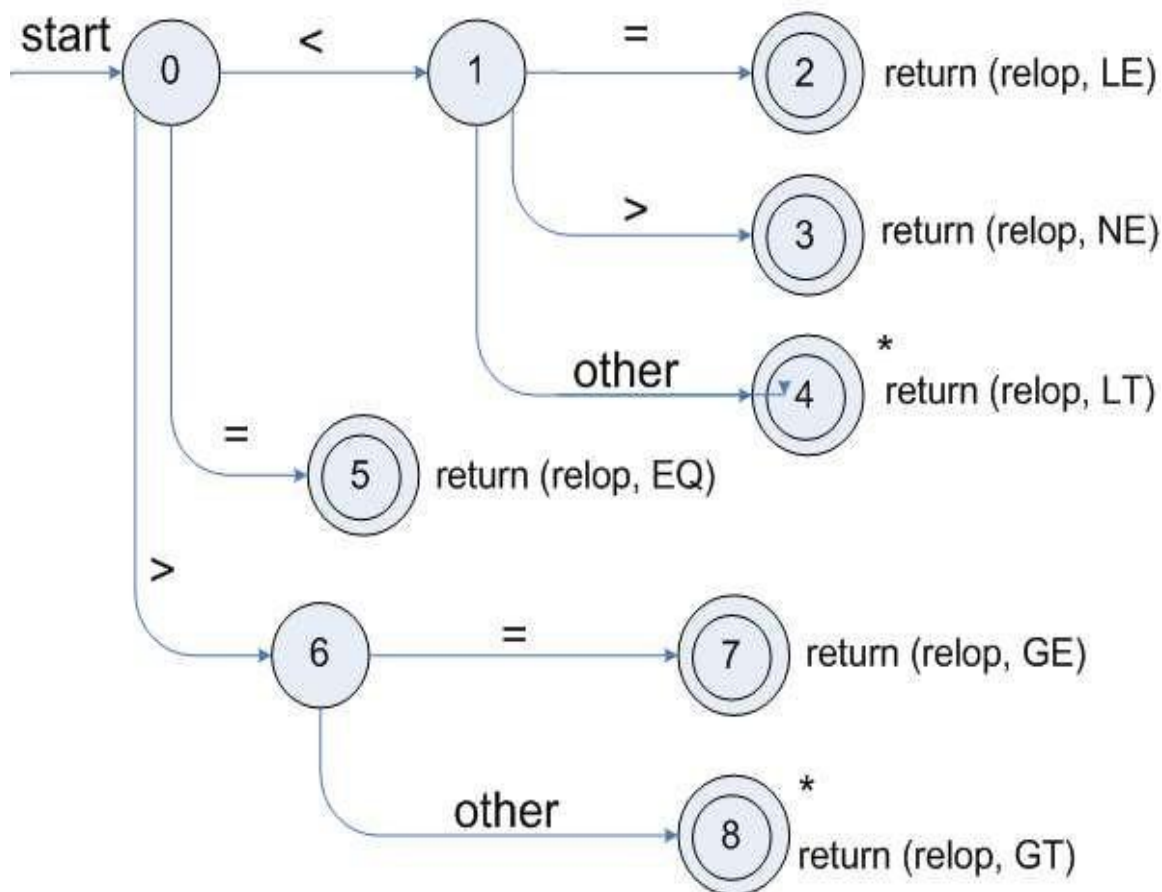 start
0
<
1
=
2
return (relop, LE)
>
3
return (relop, NE)
other
4
*
return (relop, LT)
=
5
return (relop, EQ)
>
6
=
7
return (relop, GE)
other
8
*
return (relop, GT)